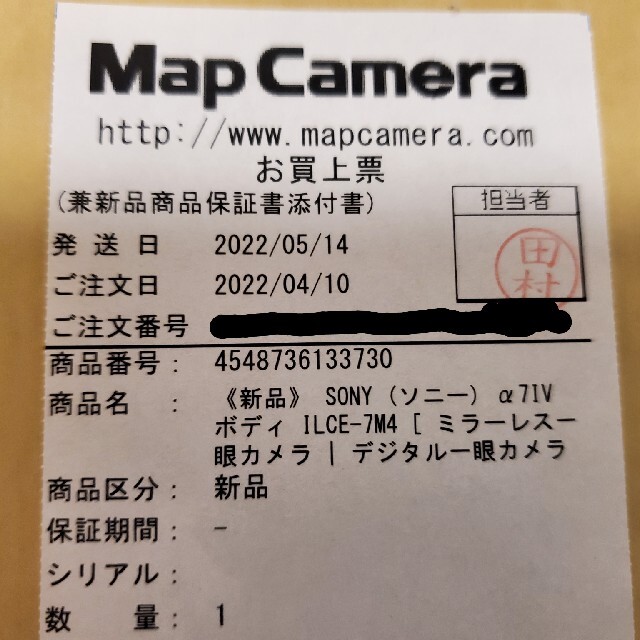 Map Camera
http://www.mapcamera.com
お買上票
(兼新品商品保証書添付書)
担当者
田村
発送日 2022/05/14
ご注文日 2022/04/10
ご注文番号
商品番号: 4548736133730
商品名 : 《新品》 SONY (ソニー) α7IV
ボディ ILCE-7M4 [ ミラーレス一
眼カメラ | デジタル一眼カメラ
商品区分: 新品
保証期間: -
シリアル:
数 量: 1